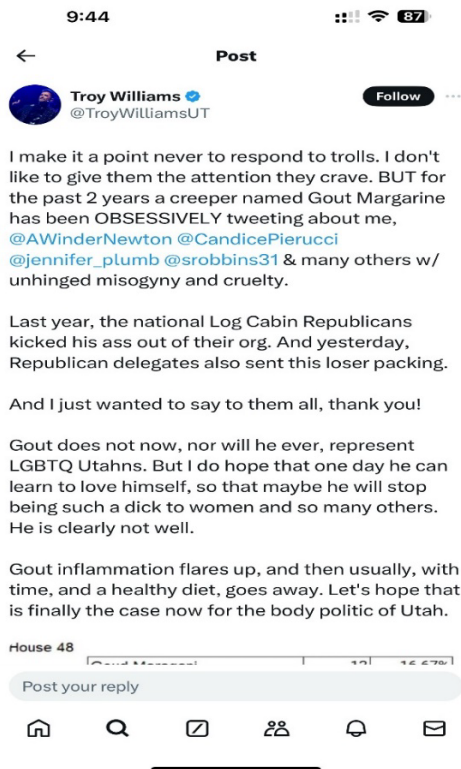 9:44
87
Post
Troy Williams
Follow
@TroyWilliamsUT
I make it a point never to respond to trolls. I don't
like to give them the attention they crave. BUT for
the past 2 years a creeper named Gout Margarine
has been OBSESSIVELY tweeting about me,
@AWinderNewton @CandicePierucci
@jennifer_plumb @srobbins31 & many others w/
unhinged misogyny and cruelty.
Last year, the national Log Cabin Republicans
kicked his ass out of their org. And yesterday,
Republican delegates also sent this loser packing.
And I just wanted to say to them all, thank you!
Gout does not now, nor will he ever, represent
LGBTQ Utahns. But I do hope that one day he can
learn to love himself, so that maybe he will stop
being such a dick to women and so many others.
He is clearly not well.
Gout inflammation flares up, and then usually, with
time, and a healthy diet, goes away. Let's hope that
is finally the case now for the body politic of Utah.
House 48
Post your reply